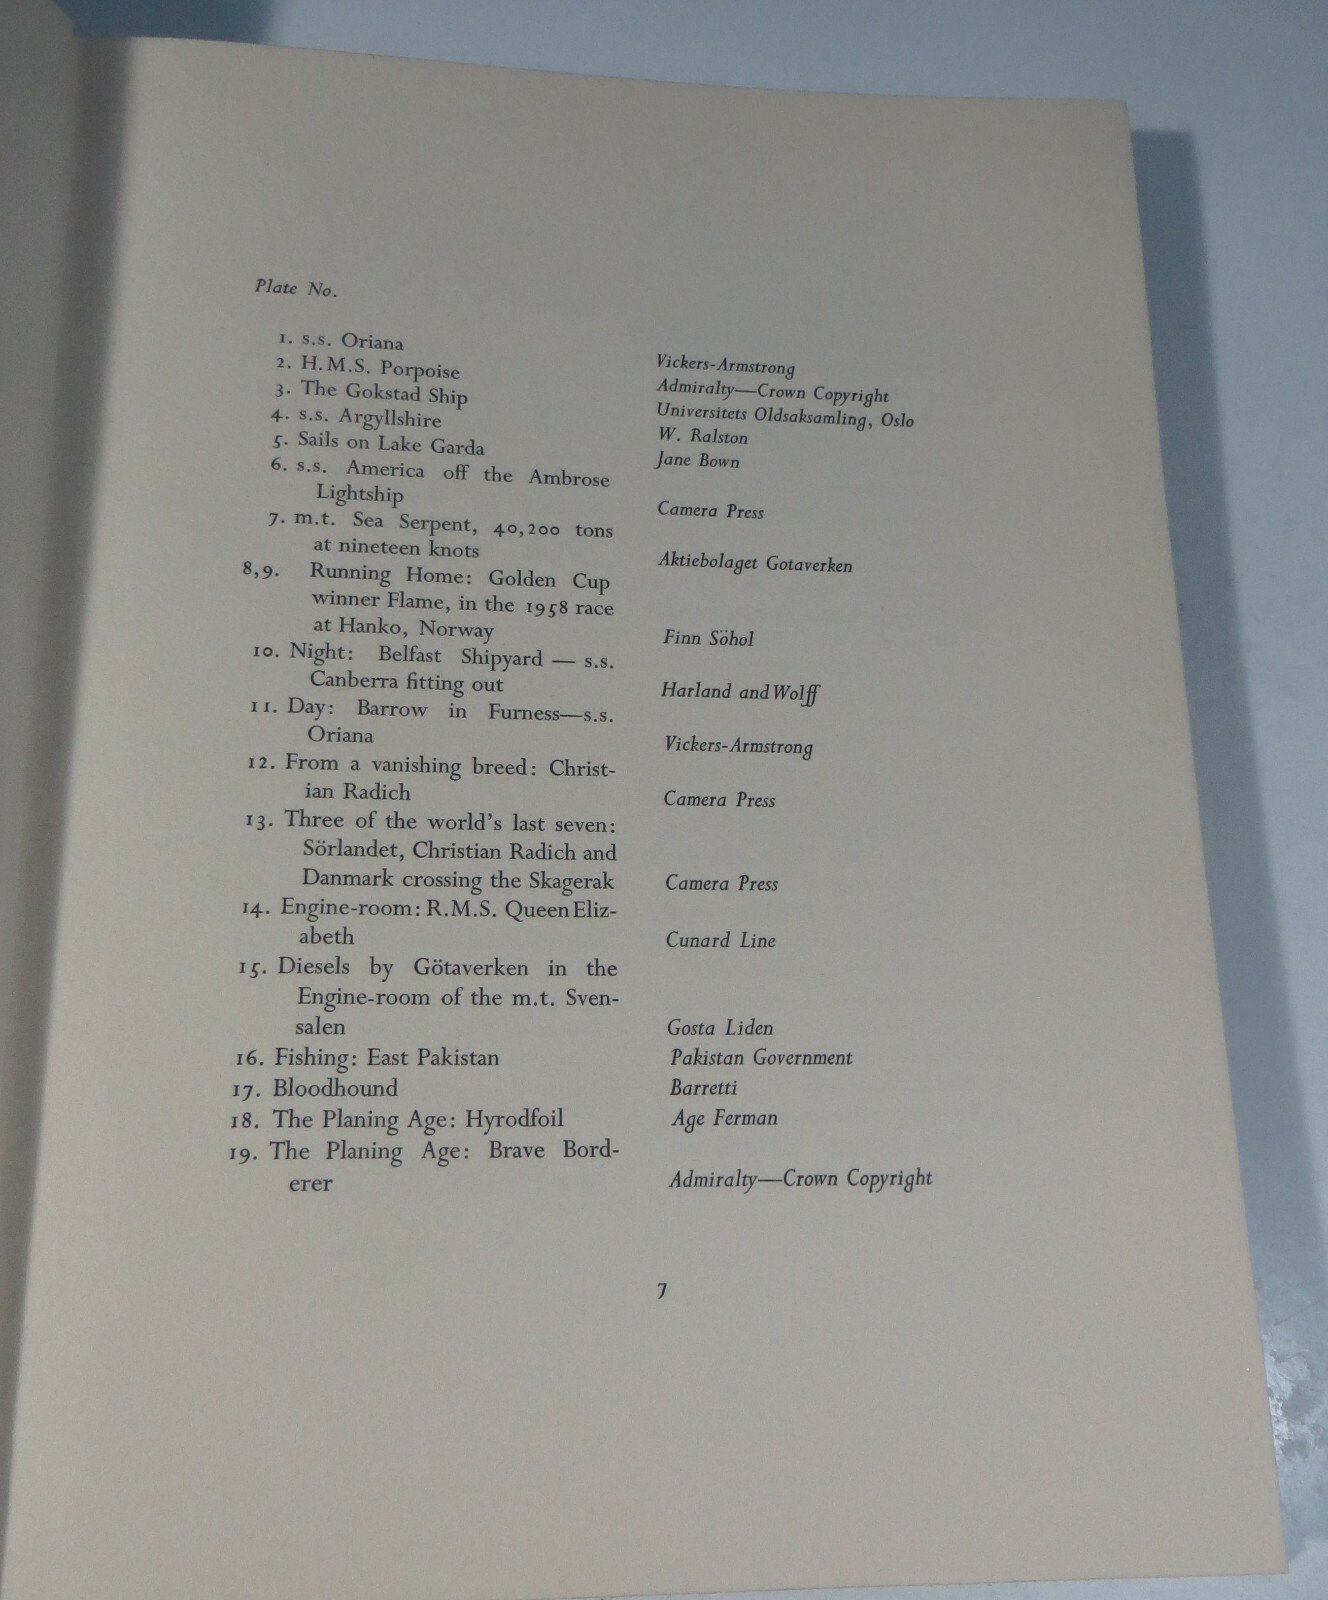 Plate No.
1. s.s. Oriana Vickers-Armstrong
2. H.M.S. Porpoise Admiralty—Crown Copyright
3. The Gokstad Ship Universitets Oldsaksamling, Oslo
4. s.s. Argyllshire W. Ralston
5. Sails on Lake Garda Jane Bown
6. s.s. America off the Ambrose
Lightship Camera Press
7. m.t. Sea Serpent, 40,200 tons
at nineteen knots Aktiebolaget Gotaverken
8,9. Running Home: Golden Cup
winner Flame, in the 1958 race
at Hanko, Norway Finn Söhol
10. Night: Belfast Shipyard — s.s.
Canberra fitting out Harland and Wolff
11. Day: Barrow in Furness—s.s.
Oriana Vickers-Armstrong
12. From a vanishing breed: Christ-
ian Radich Camera Press
13. Three of the world's last seven:
Sörlandet, Christian Radich and
Danmark crossing the Skagerak Camera Press
14. Engine-room: R.M.S. Queen Eliz-
abeth Cunard Line
15. Diesels by Götaverken in the
Engine-room of the m.t. Sven-
salen Gosta Liden
16. Fishing: East Pakistan Pakistan Government
17. Bloodhound Barretti
18. The Planing Age: Hyrodfoil Age Ferman
19. The Planing Age: Brave Bord-
erer Admiralty—Crown Copyright
7